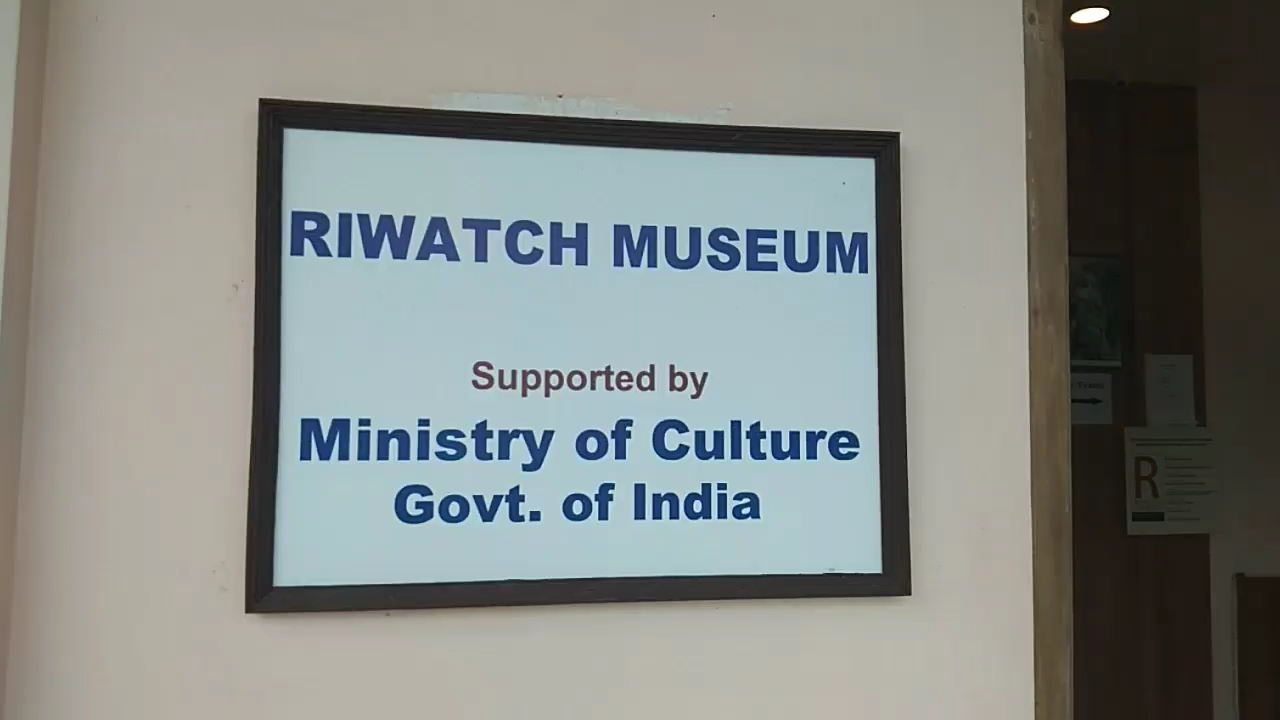 RIWATCH MUSEUM
Supported by
Ministry of Culture
Govt. of India
R